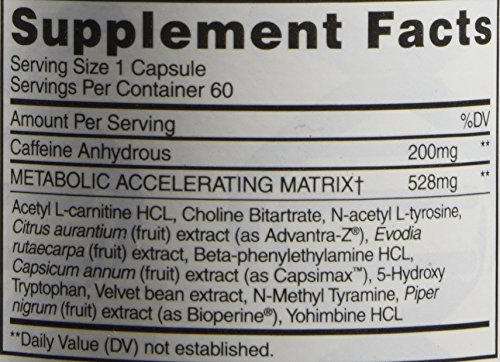 Supplement Facts
Serving Size 1 Capsule
Servings Per Container 60
Amount Per Serving %DV
Caffeine Anhydrous 200mg **
METABOLIC ACCELERATING MATRIX† 528mg **
Acetyl L-carnitine HCL, Choline Bitartrate, N-acetyl L-tyrosine,
Citrus aurantium (fruit) extract (as Advantra-Z®), Evodia
rutaecarpa (fruit) extract, Beta-phenylethylamine HCL,
Capsicum annum (fruit) extract (as Capsimax™), 5-Hydroxy
Tryptophan, Velvet bean extract, N-Methyl Tyramine, Piper
nigrum (fruit) extract (as Bioperine®), Yohimbine HCL
**Daily Value (DV) not established.